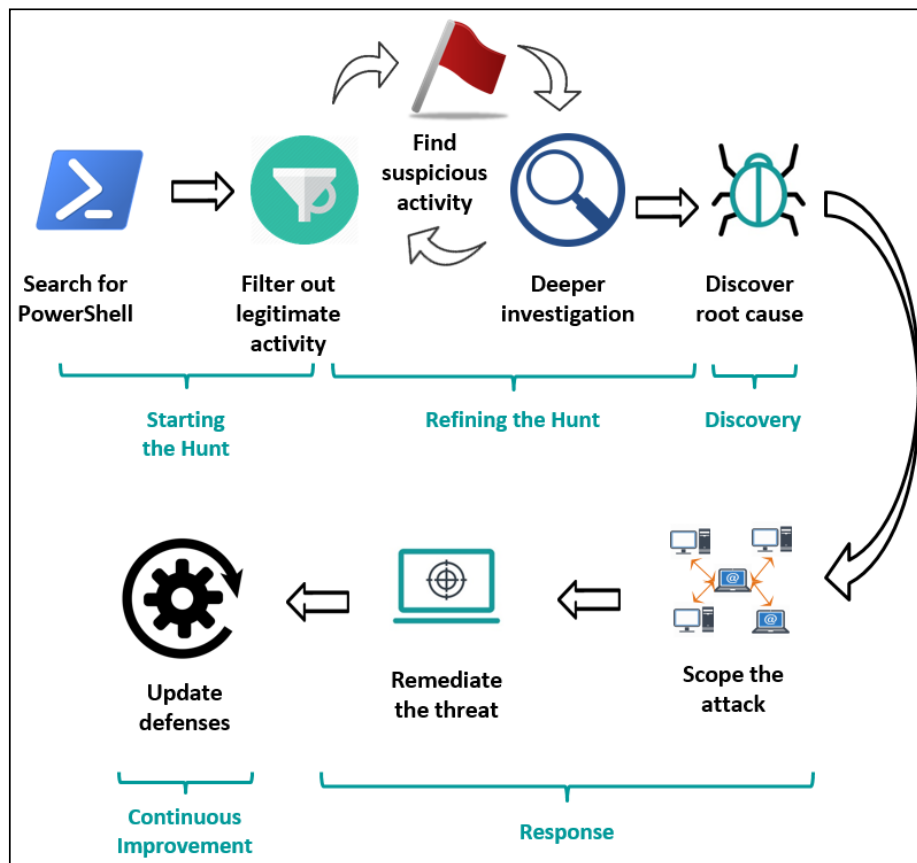 Find
suspicious
activity
Search for
PowerShell
Filter out
legitimate
activity
Deeper
investigation
Discover
root cause
Starting
the Hunt
Refining the Hunt
Discovery
@
@
Update
defenses
Remediate
the threat
Scope the
attack
Continuous
Improvement
Response